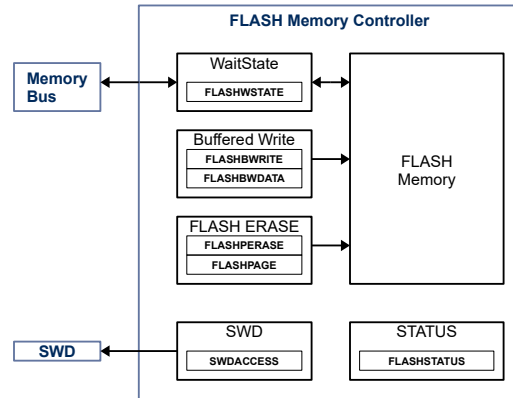 FLASH Memory Controller
WaitState
FLASHWSTATE
Memory
Bus
Buffered Write
FLASHBWRITE
FLASHBWDATA
FLASH
Memory
FLASH ERASE
FLASHPERASE
FLASHPAGE
SWD
SWD
SWDACCESS
STATUS
FLASHSTATUS